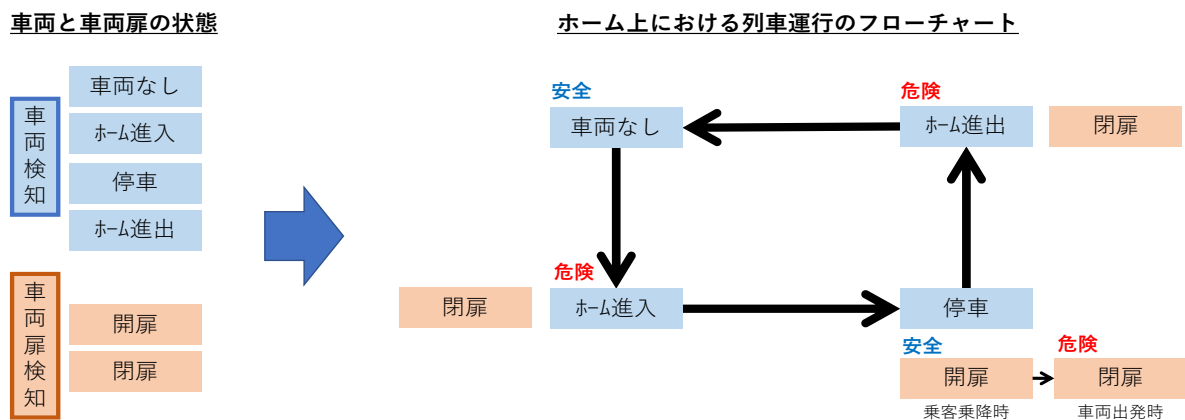 車両と車両扉の状態
車両検知
車両なし
ﾎｰﾑ進入
停車
ﾎｰﾑ進出
車両扉検知
開扉
閉扉
ホーム上における列車運行のフローチャート
安全
車両なし
危険
ﾎｰﾑ進出
閉扉
危険
閉扉
ﾎｰﾑ進入
停車
安全
開扉
乗客乗降時
危険
閉扉
車両出発時